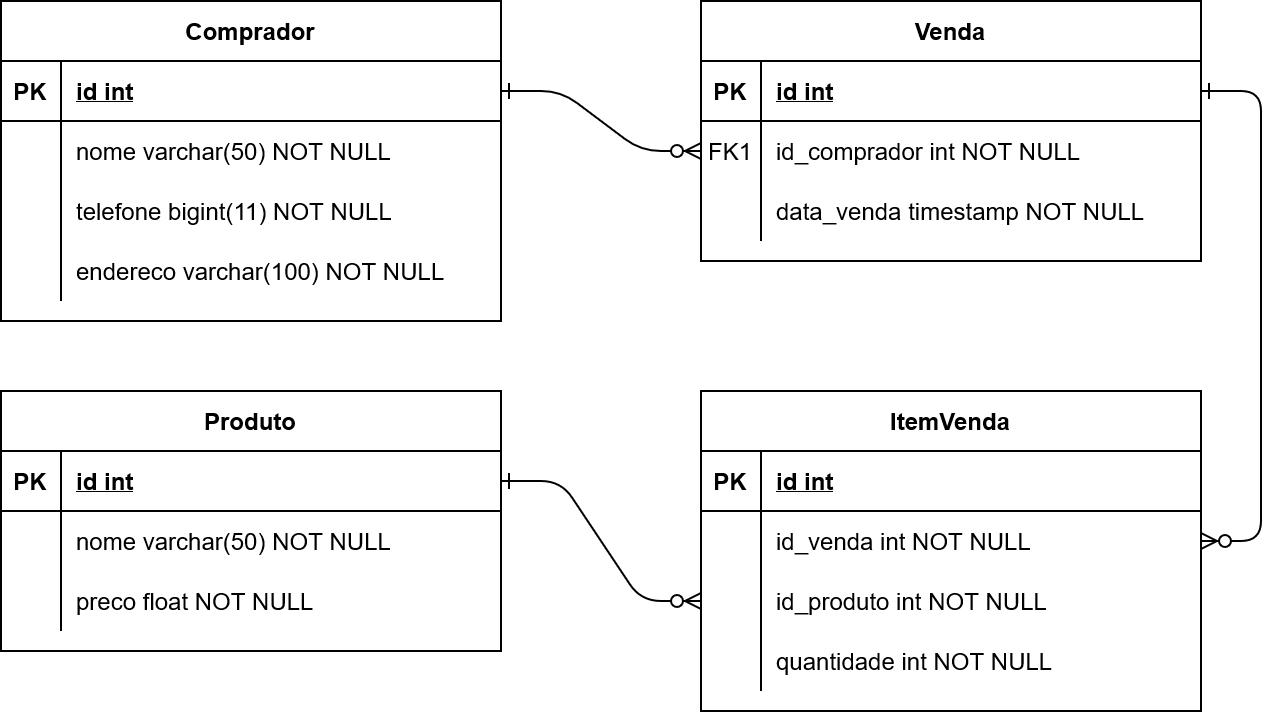 Comprador
PK id int
nome varchar(50) NOT NULL
telefone bigint(11) NOT NULL
endereco varchar(100) NOT NULL
Venda
PK id int
FK1 id_comprador int NOT NULL
data_venda timestamp NOT NULL
Produto
PK id int
nome varchar(50) NOT NULL
preco float NOT NULL
ItemVenda
PK id int
id_venda int NOT NULL
id_produto int NOT NULL
quantidade int NOT NULL